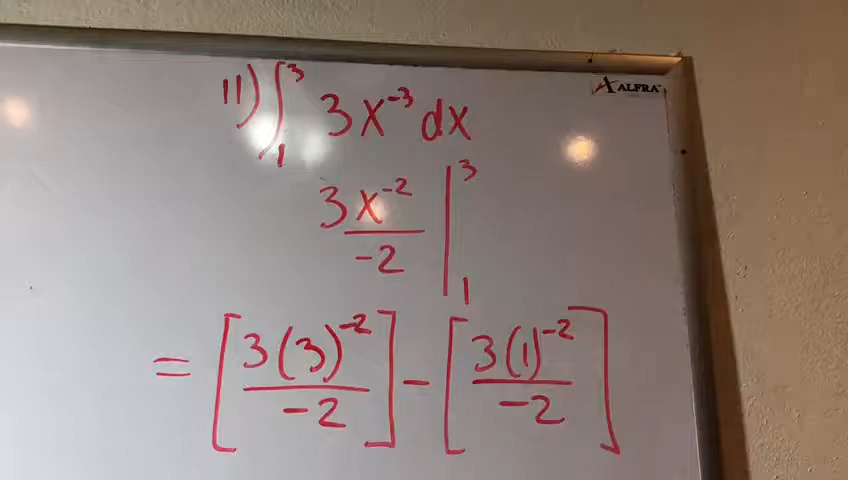 11) ∫₁³ 3x⁻³ dx
ALFRA
3x⁻²/-2 |₁³
= [3(3)⁻²/-2] - [3(1)⁻²/-2]